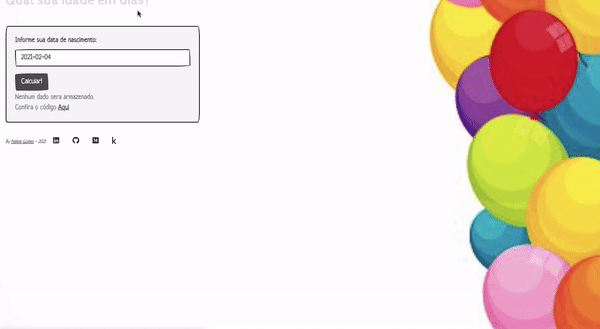 Qual sua idade em dias?
Informe sua data de nascimento:
2021-02-04
Calcular!
Nenhum dado sera armazenado.
Confira o código Aqui
By Felipe Gomes - 2021